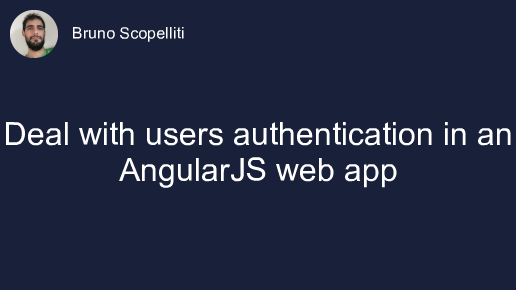 Bruno Scopelliti
Deal with users authentication in an
AngularJS web app